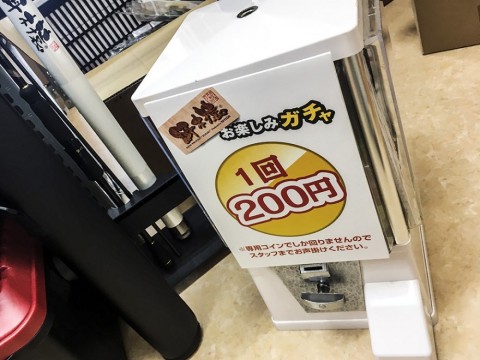 お楽しみガチャ
1回
200円
※専用コインでしか回りませんので
スタッフまでお声掛けください。